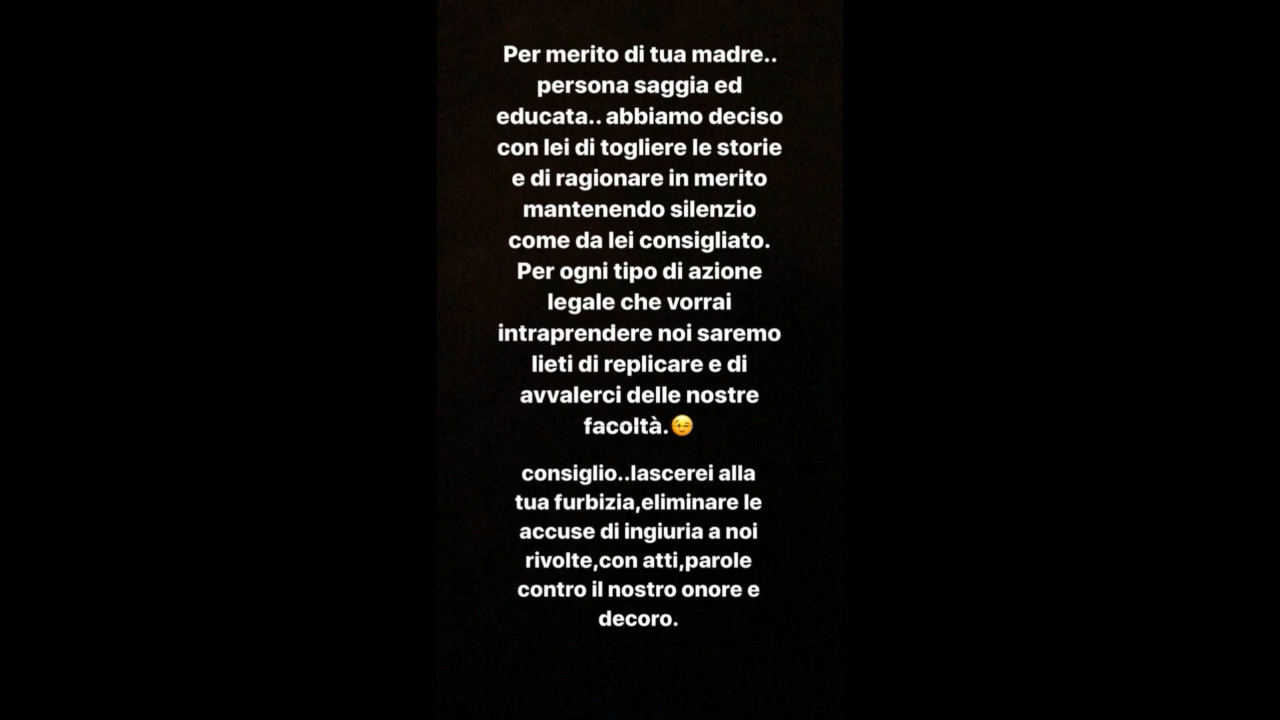 Per merito di tua madre..
persona saggia ed
educata.. abbiamo deciso
con lei di togliere le storie
e di ragionare in merito
mantenendo silenzio
come da lei consigliato.
Per ogni tipo di azione
legale che vorrai
intraprendere noi saremo
lieti di replicare e di
avvalerci delle nostre
facoltà.😉
consiglio..lascerei alla
tua furbizia,eliminare le
accuse di ingiuria a noi
rivolte,con atti,parole
contro il nostro onore e
decoro.